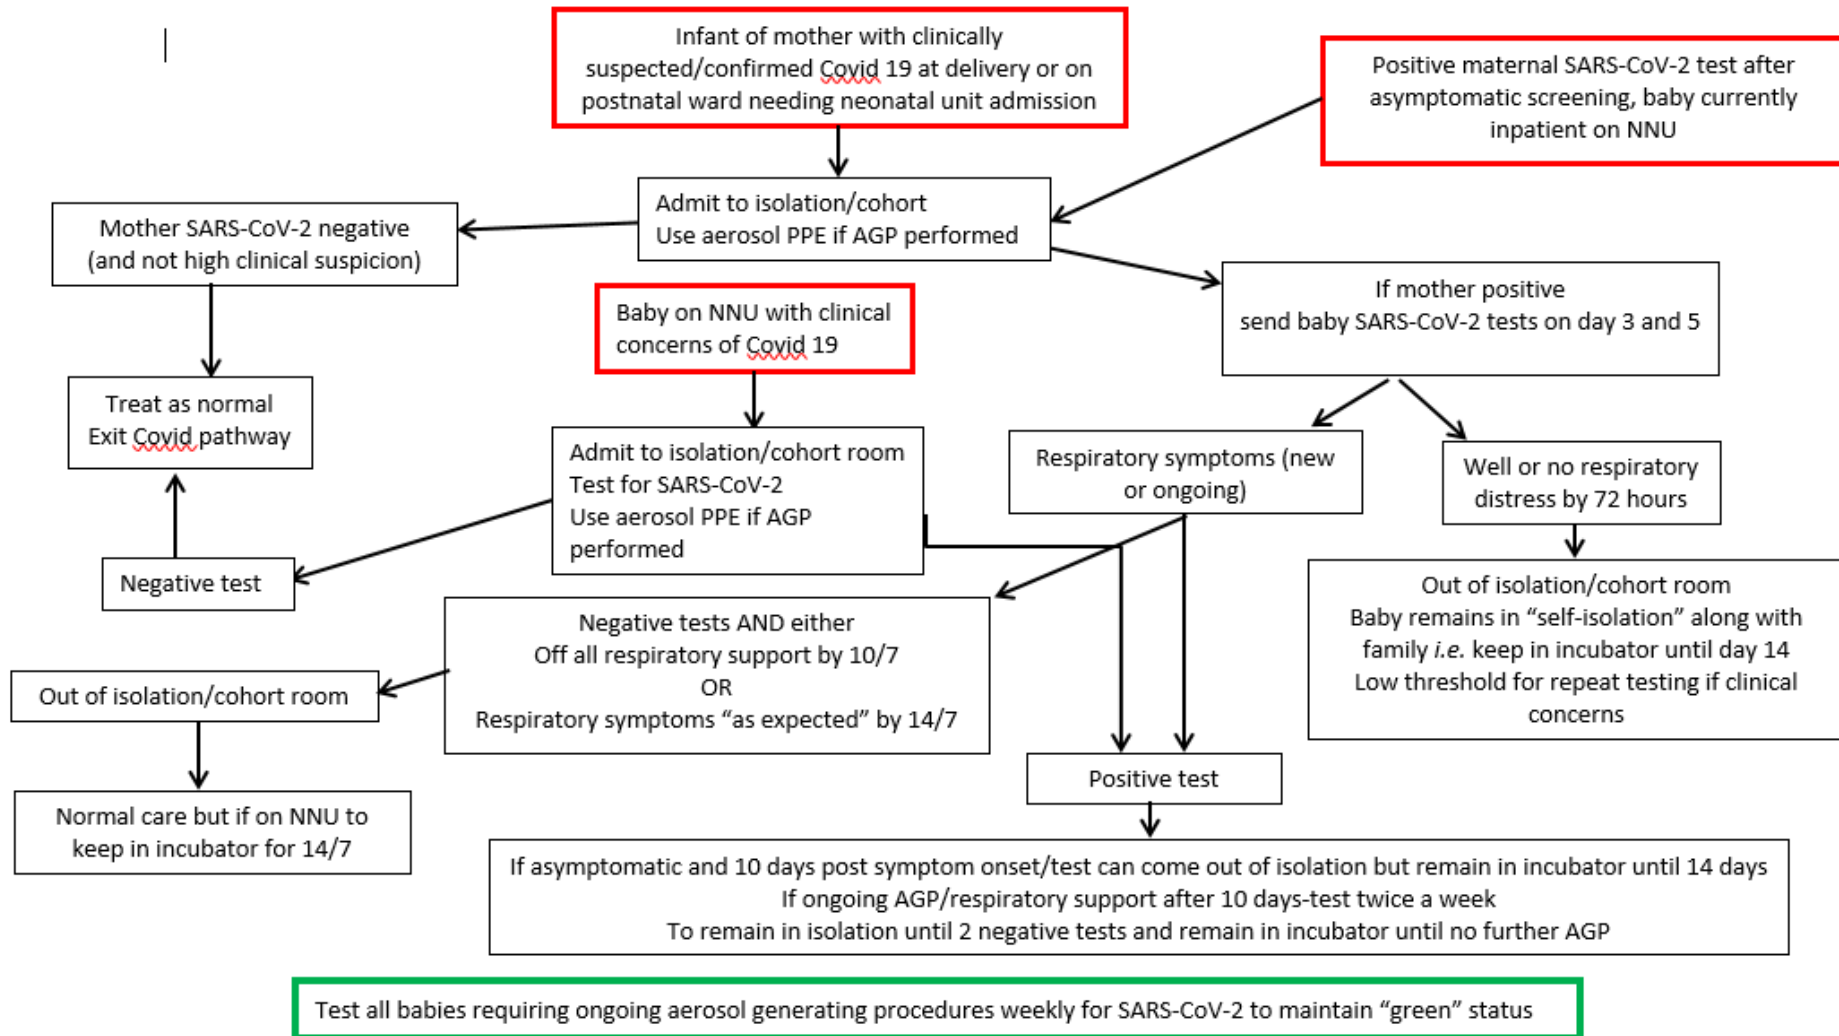 Infant of mother with clinically
suspected/confirmed Covid 19 at delivery or on
postnatal ward needing neonatal unit admission
Positive maternal SARS-CoV-2 test after
asymptomatic screening, baby currently
inpatient on NNU
Admit to isolation/cohort
Use aerosol PPE if AGP performed
Mother SARS-CoV-2 negative
(and not high clinical suspicion)
If mother positive
send baby SARS-CoV-2 tests on day 3 and 5
Baby on NNU with clinical
concerns of Covid 19
Treat as normal
Exit Covid pathway
Admit to isolation/cohort room
Test for SARS-CoV-2
Use aerosol PPE if AGP
performed
Respiratory symptoms (new
or ongoing)
Well or no respiratory
distress by 72 hours
Negative test
Out of isolation/cohort room
Baby remains in “self-isolation” along with
family i.e. keep in incubator until day 14
Low threshold for repeat testing if clinical
concerns
Negative tests AND either
Off all respiratory support by 10/7
OR
Respiratory symptoms “as expected” by 14/7
Out of isolation/cohort room
Positive test
Normal care but if on NNU to
keep in incubator for 14/7
If asymptomatic and 10 days post symptom onset/test can come out of isolation but remain in incubator until 14 days
If ongoing AGP/respiratory support after 10 days-test twice a week
To remain in isolation until 2 negative tests and remain in incubator until no further AGP
Test all babies requiring ongoing aerosol generating procedures weekly for SARS-CoV-2 to maintain “green” status